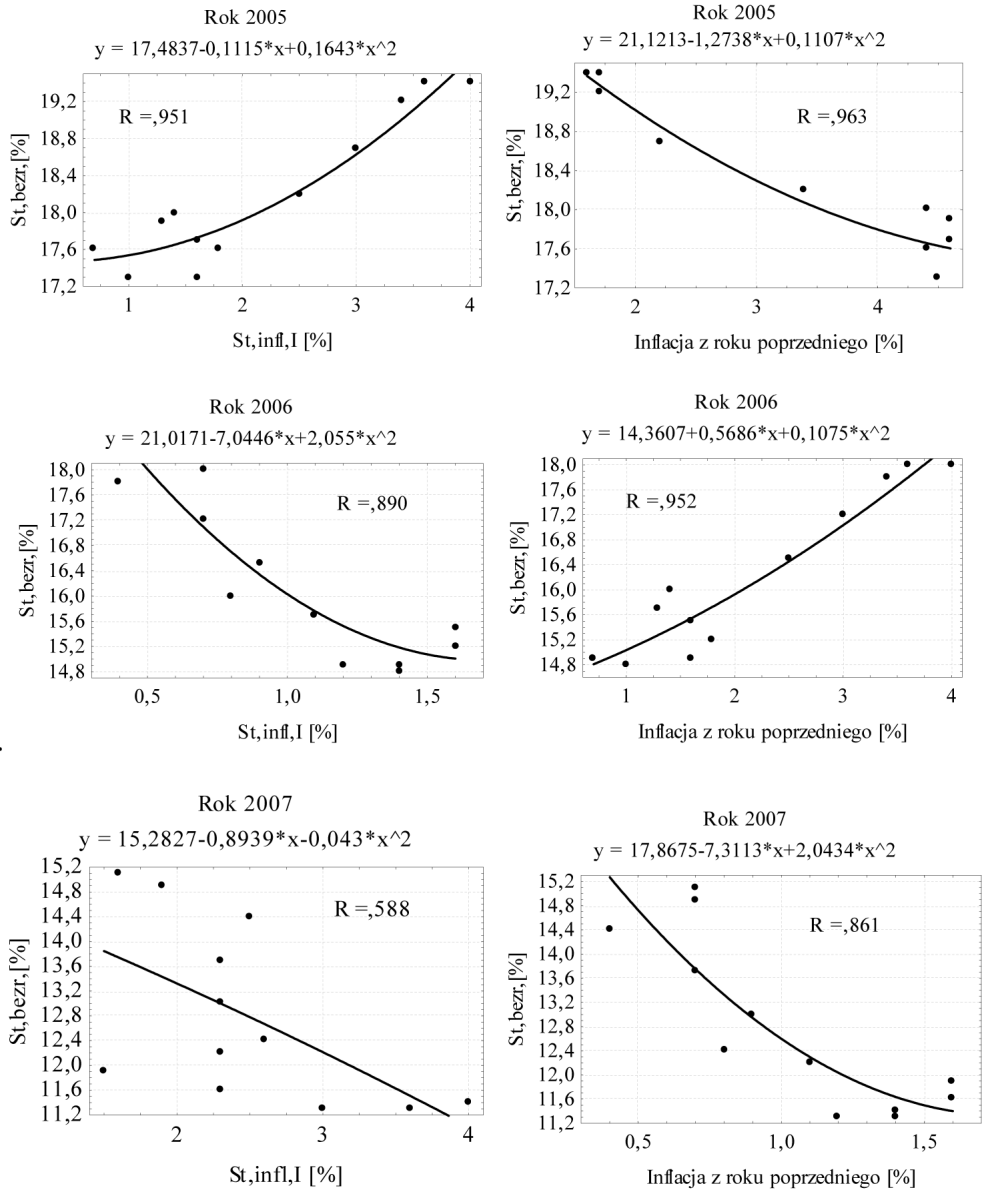 Rok 2005
y = 17,4837-0,1115*x+0,1643*x^2
R =,951
St,bezr,[%]
19,2
18,8
18,4
18,0
17,6
17,2
1 2 3 4
St,infl,I [%]
Rok 2005
y = 21,1213-1,2738*x+0,1107*x^2
R =,963
St,bezr,[%]
19,2
18,8
18,4
18,0
17,6
17,2
2 3 4
Inflacja z roku poprzedniego [%]
Rok 2006
y = 21,0171-7,0446*x+2,055*x^2
R =,890
St,bezr,[%]
18,0
17,6
17,2
16,8
16,4
16,0
15,6
15,2
14,8
0,5 1,0 1,5
St,infl,I [%]
Rok 2006
y = 14,3607+0,5686*x+0,1075*x^2
R =,952
St,bezr,[%]
18,0
17,6
17,2
16,8
16,4
16,0
15,6
15,2
14,8
1 2 3 4
Inflacja z roku poprzedniego [%]
Rok 2007
y = 15,2827-0,8939*x-0,043*x^2
R =,588
St,bezr,[%]
15,2
14,8
14,4
14,0
13,6
13,2
12,8
12,4
12,0
11,6
11,2
2 3 4
St,infl,I [%]
Rok 2007
y = 17,8675-7,3113*x+2,0434*x^2
R =,861
St,bezr,[%]
15,2
14,8
14,4
14,0
13,6
13,2
12,8
12,4
12,0
11,6
11,2
0,5 1,0 1,5
Inflacja z roku poprzedniego [%]